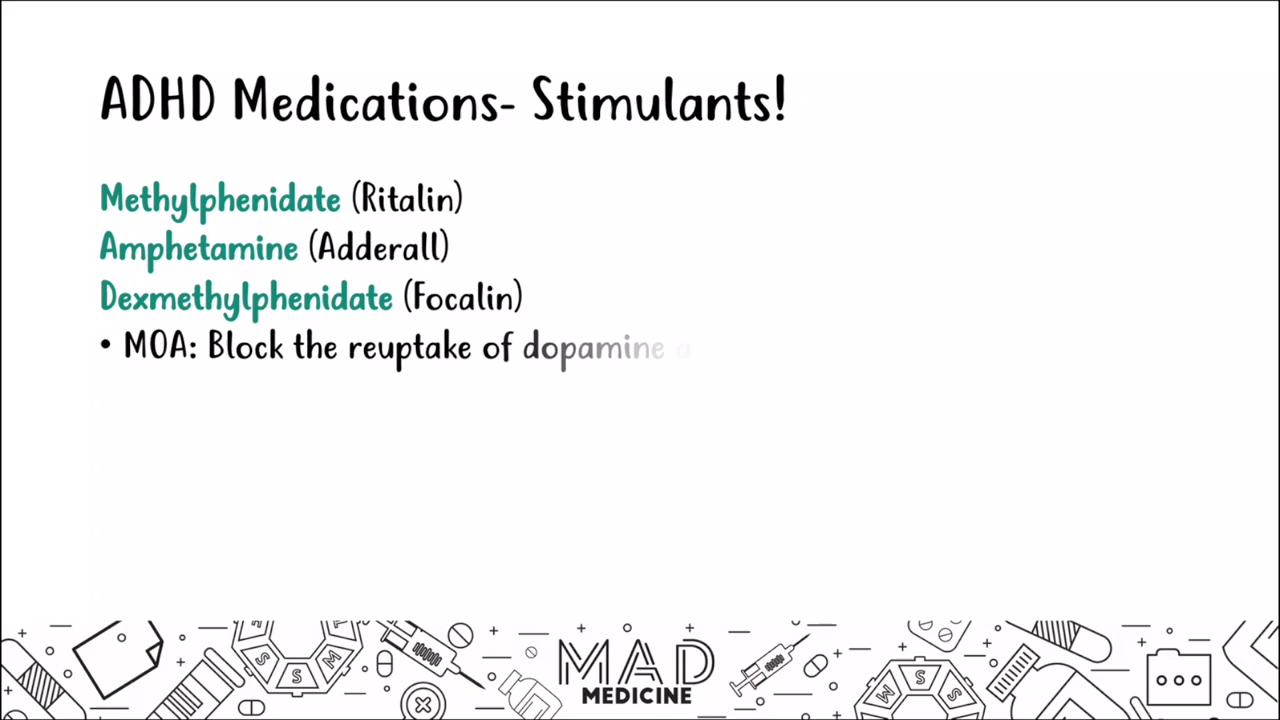 ADHD Medications- Stimulants!
Methylphenidate (Ritalin)
Amphetamine (Adderall)
Dexmethylphenidate (Focalin)
• MOA: Block the reuptake of dopamine a
MAD
MEDICINE